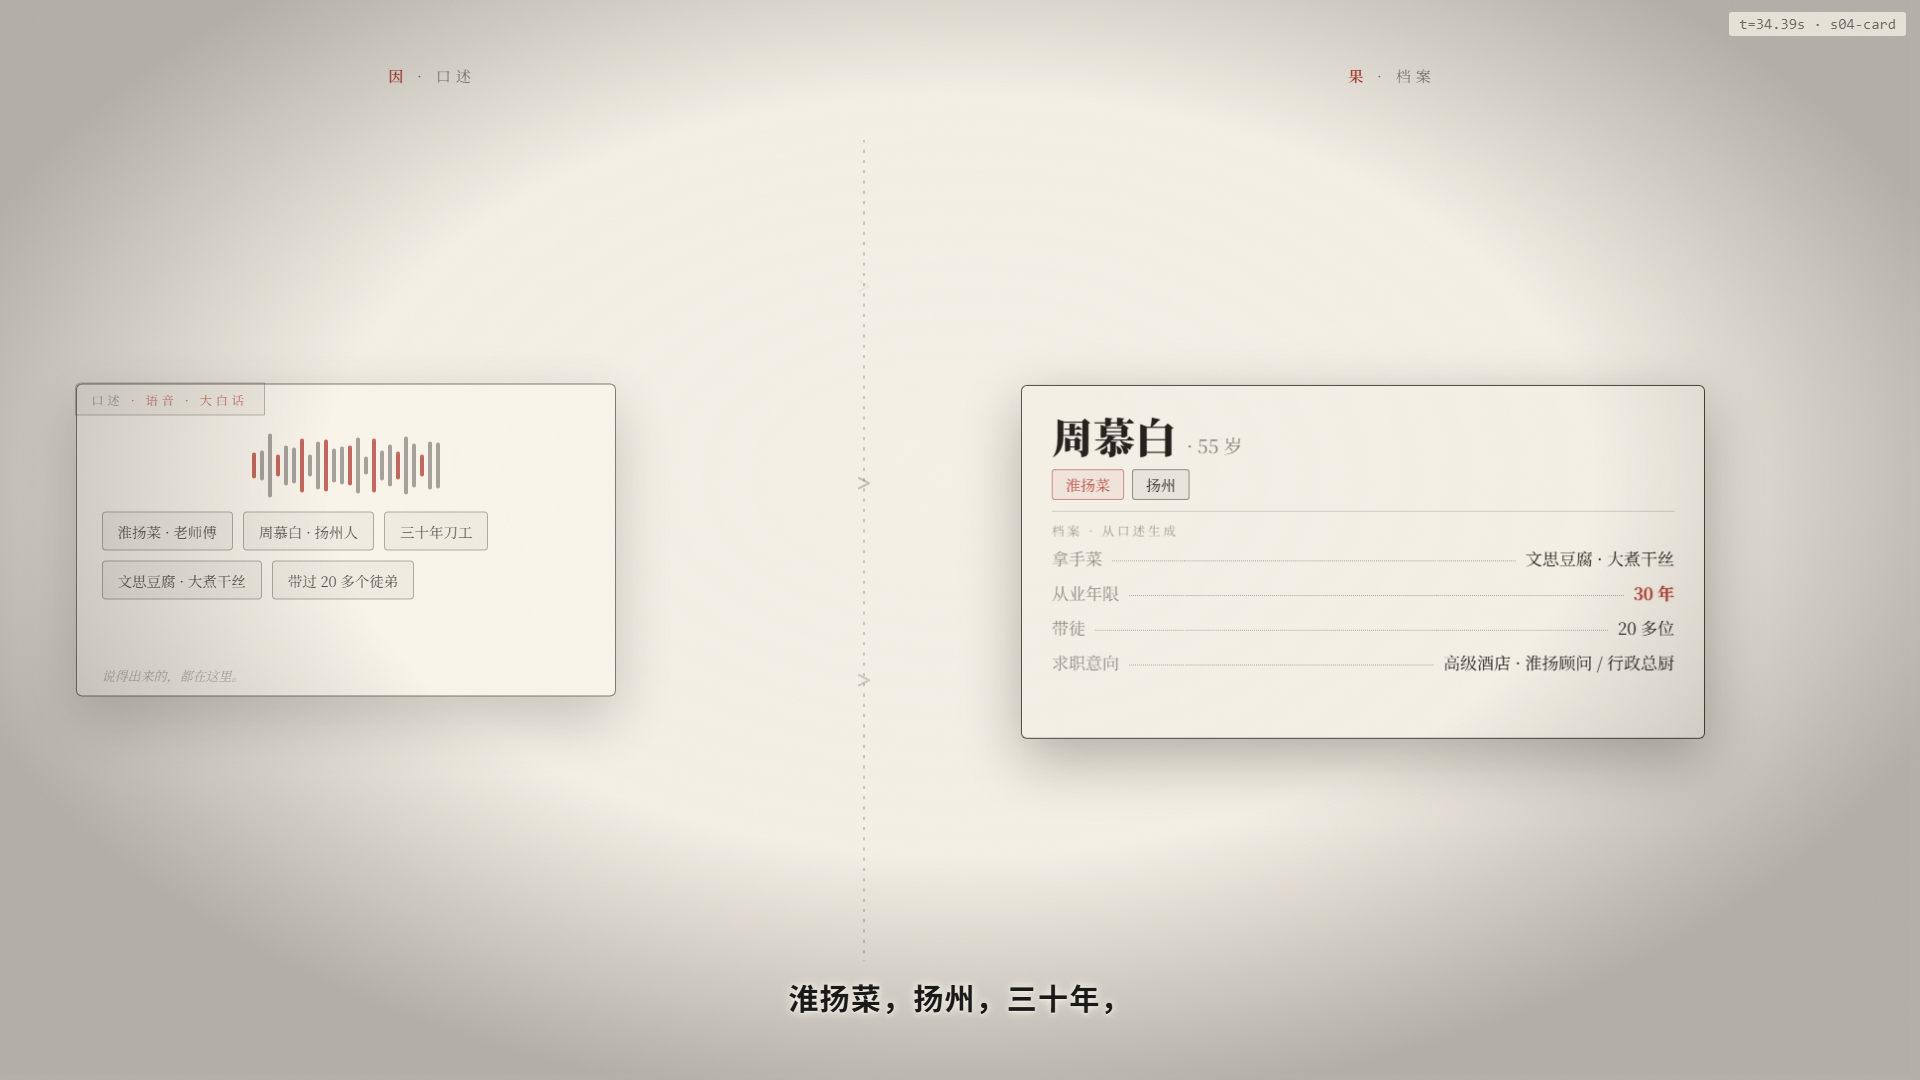 t=34.39s · s04-card
因 · 口述
果 · 档案
口述 · 语音 · 大白话
淮扬菜 · 老师傅
周慕白 · 扬州人
三十年刀工
文思豆腐 · 大煮干丝
带过 20 多个徒弟
说得出来的，都在这里。
>
>
周慕白 · 55 岁
淮扬菜
扬州
档案 · 从口述生成
拿手菜 文思豆腐 · 大煮干丝
从业年限 30 年
带徒 20 多位
求职意向 高级酒店 · 淮扬顾问 / 行政总厨
淮扬菜，扬州，三十年，